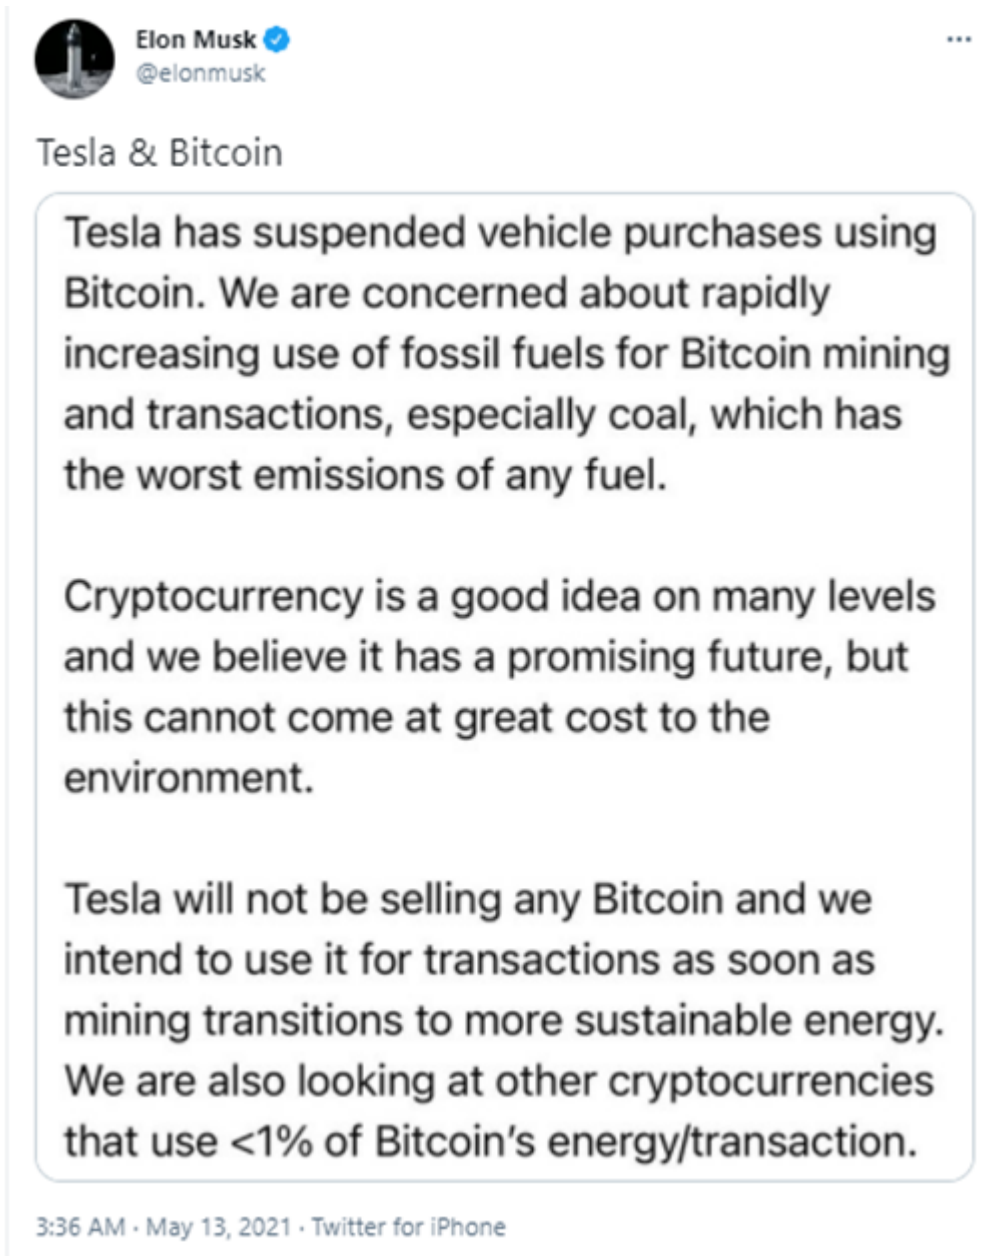 Elon Musk
@elonmusk
Tesla & Bitcoin
Tesla has suspended vehicle purchases using
Bitcoin. We are concerned about rapidly
increasing use of fossil fuels for Bitcoin mining
and transactions, especially coal, which has
the worst emissions of any fuel.
Cryptocurrency is a good idea on many levels
and we believe it has a promising future, but
this cannot come at great cost to the
environment.
Tesla will not be selling any Bitcoin and we
intend to use it for transactions as soon as
mining transitions to more sustainable energy.
We are also looking at other cryptocurrencies
that use <1% of Bitcoin’s energy/transaction.
3:36 AM · May 13, 2021 · Twitter for iPhone